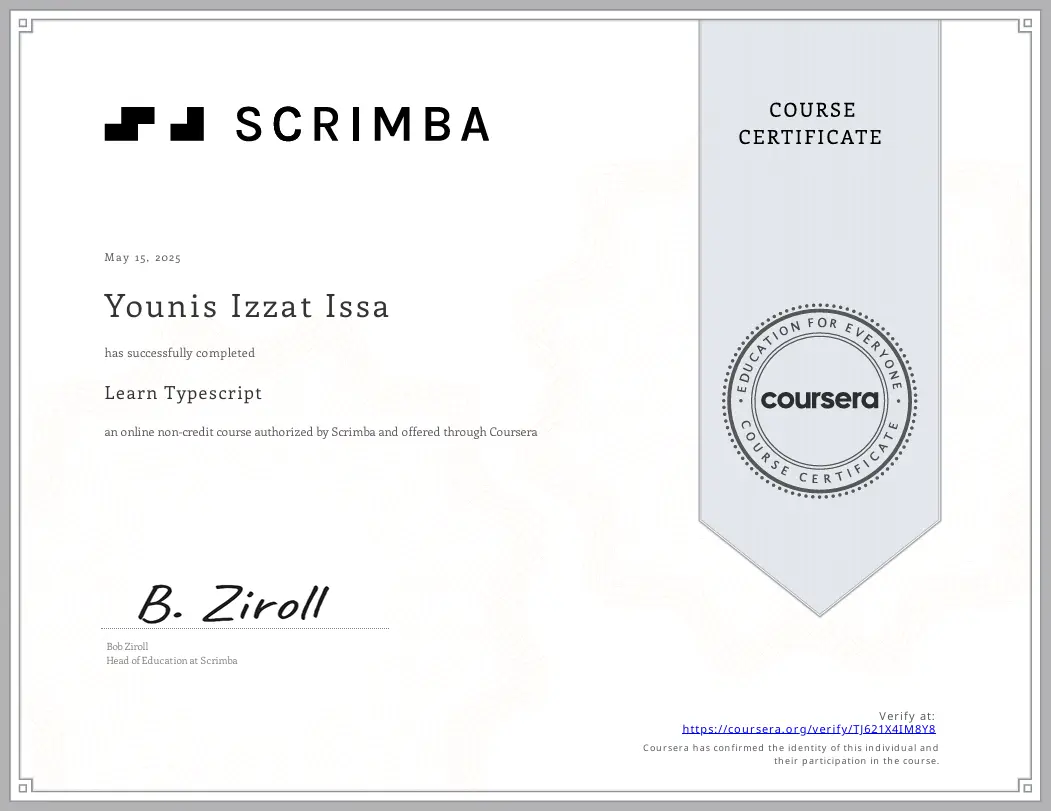 SCRIMBA
COURSE
CERTIFICATE
May 15, 2025
Younis Izzat Issa
has successfully completed
Learn Typescript
an online non-credit course authorized by Scrimba and offered through Coursera
EDUCATION FOR EVERYONE
coursera
COURSE CERTIFICATE
B. Ziroll
Bob Ziroll
Head of Education at Scrimba
Verify at:
https://coursera.org/verify/TJ621X4IM8Y8
Coursera has confirmed the identity of this individual and
their participation in the course.